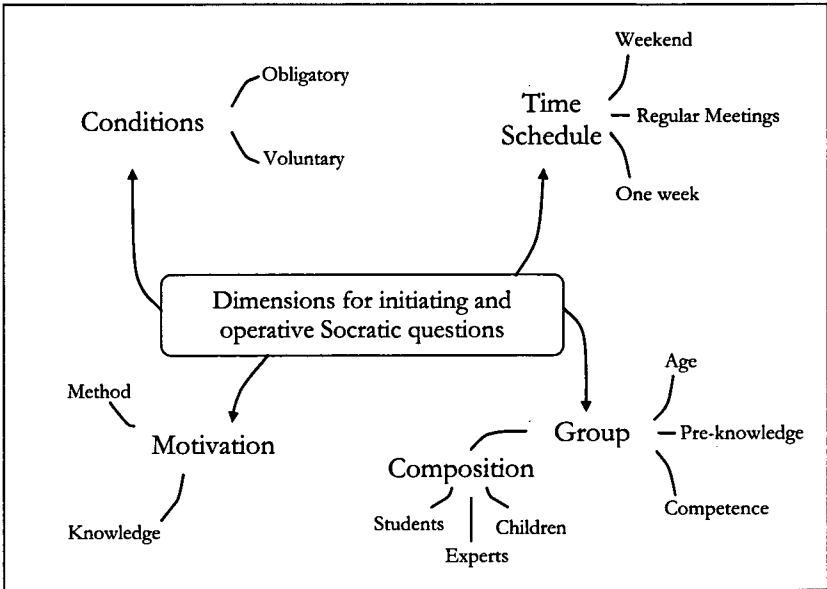 Conditions
Obligatory
Voluntary
Time
Schedule
Weekend
Regular Meetings
One week
Dimensions for initiating and
operative Socratic questions
Method
Motivation
Knowledge
Group
Age
Pre-knowledge
Competence
Composition
Students
Experts
Children